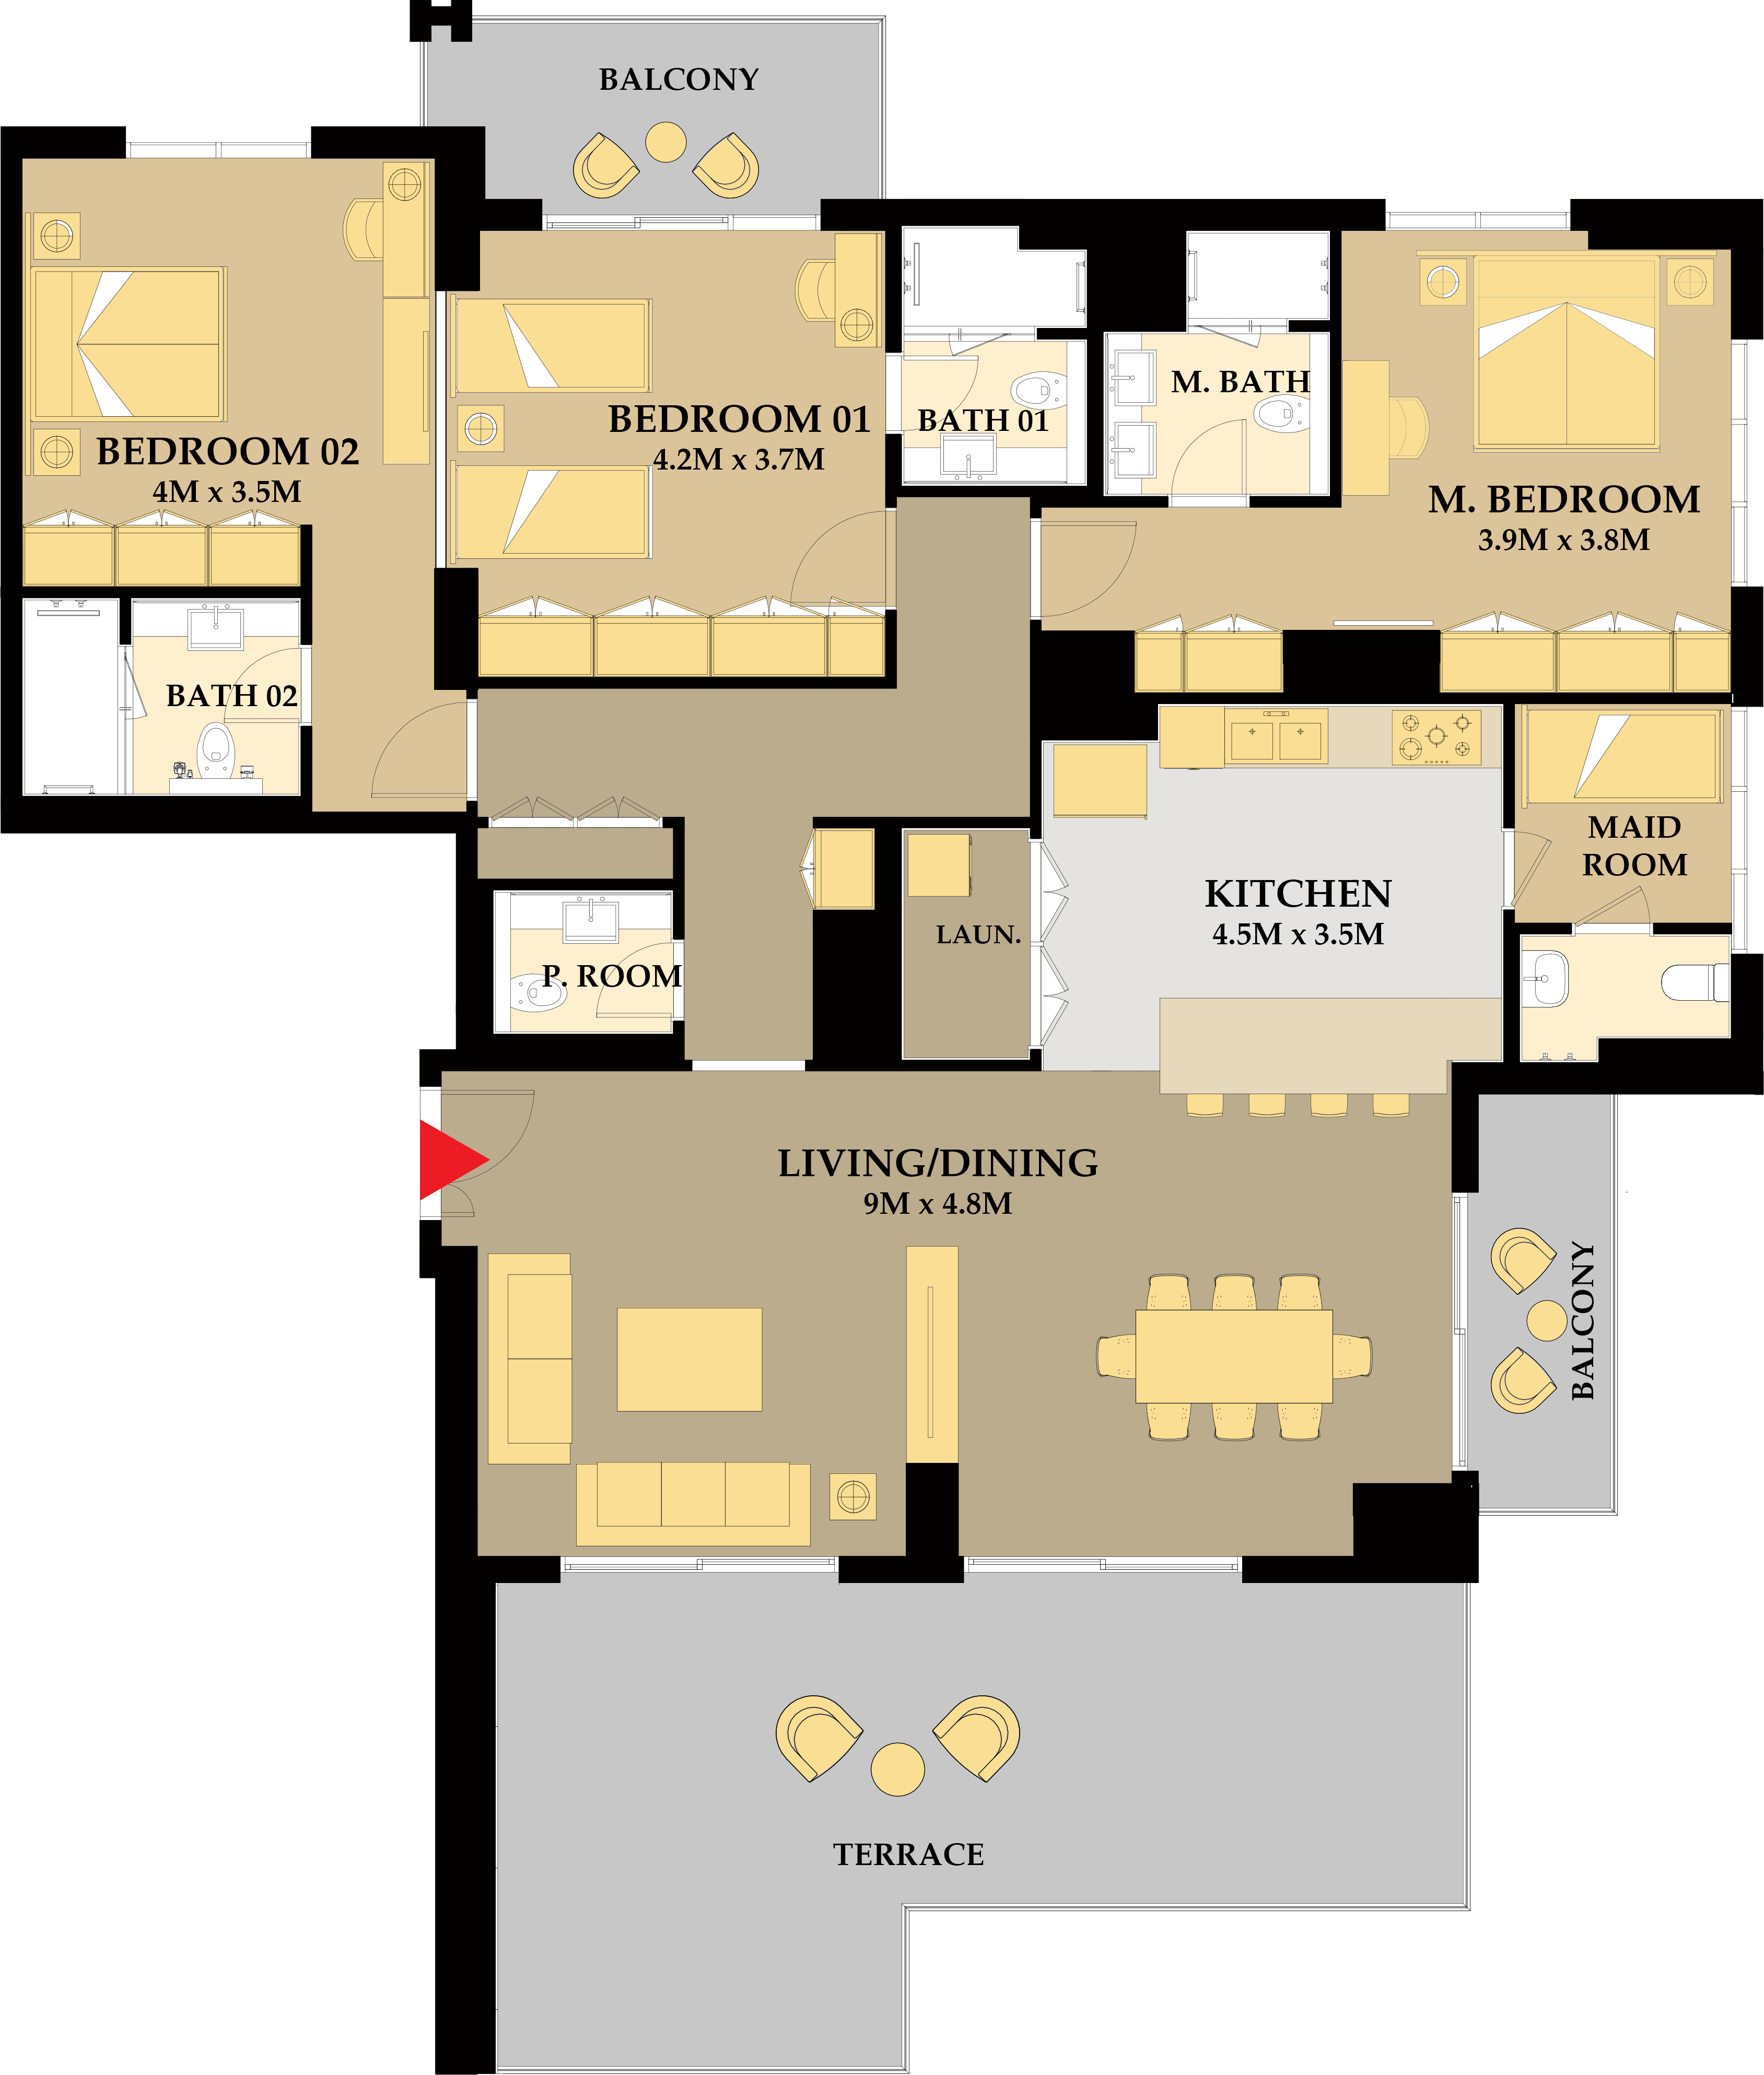 BALCONY
BEDROOM 02
4M x 3.5M
BEDROOM 01
4.2M x 3.7M
BATH 01
M. BATH
M. BEDROOM
3.9M x 3.8M
BATH 02
P. ROOM
LAUN.
KITCHEN
4.5M x 3.5M
MAID
ROOM
LIVING/DINING
9M x 4.8M
BALCONY
TERRACE